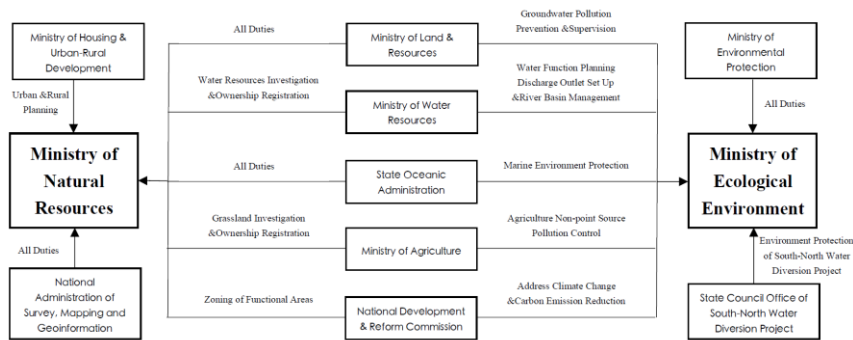 Ministry of Housing &
Urban-Rural
Development
Urban &Rural
Planning
Ministry of
Natural
Resources
All Duties
National
Administration of
Survey, Mapping and
Geoinformation
All Duties
Ministry of Land &
Resources
Groundwater Pollution
Prevention &Supervision
Water Resources Investigation
&Ownership Registration
Ministry of Water
Resources
Water Function Planning
Discharge Outlet Set Up
&River Basin Management
All Duties
State Oceanic
Administration
Marine Environment Protection
Grassland Investigation
&Ownership Registration
Ministry of Agriculture
Agriculture Non-point Source
Pollution Control
Zoning of Functional Areas
National Development
& Reform Commission
Address Climate Change
&Carbon Emission Reduction
Ministry of
Environmental
Protection
All Duties
Ministry of
Ecological
Environment
Environment Protection
of South-North Water
Diversion Project
State Council Office of
South-North Water
Diversion Project